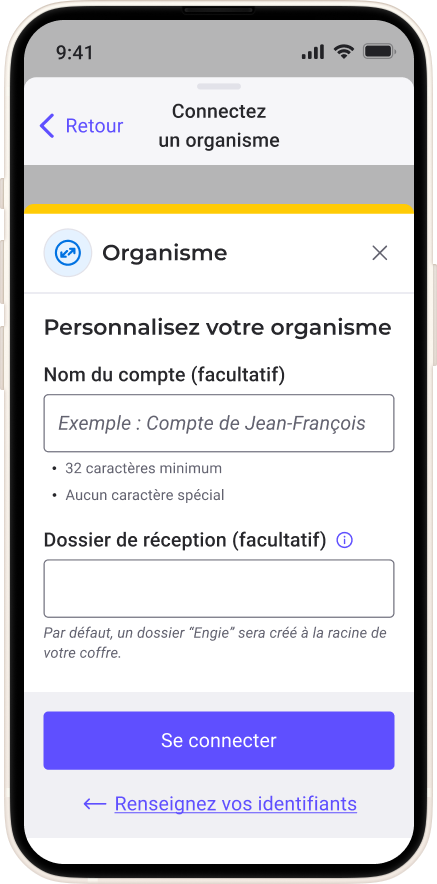 9:41
Retour
Connectez
un organisme
Organisme
Personnalisez votre organisme
Nom du compte (facultatif)
Exemple : Compte de Jean-François
• 32 caractères minimum
• Aucun caractère spécial
Dossier de réception (facultatif)
Par défaut, un dossier “Engie” sera créé à la racine de
votre coffre.
Se connecter
← Renseignez vos identifiants